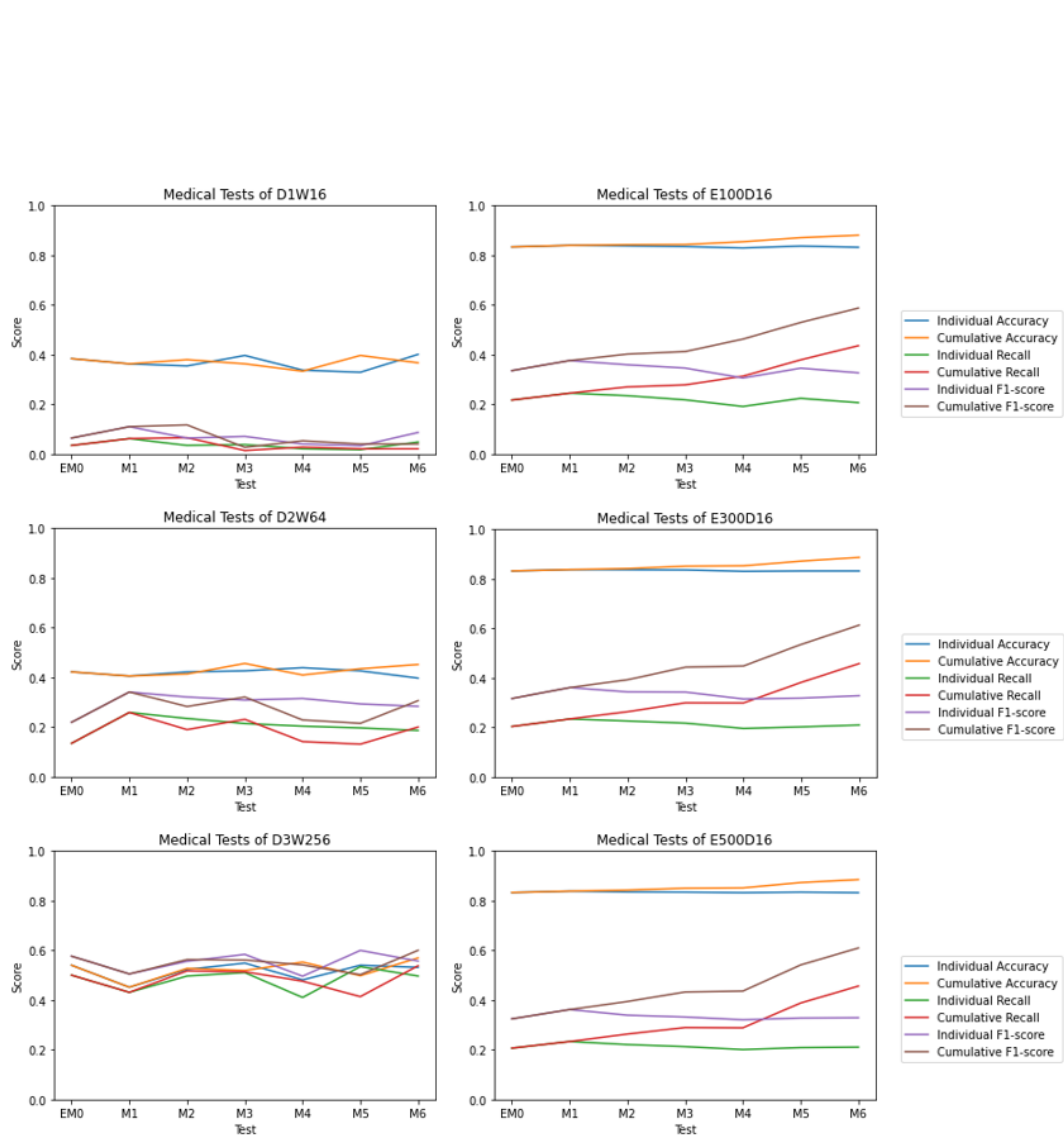 Medical Tests of D1W16
1.0
0.8
0.6
0.4
0.2
0.0
Score
EM0 M1 M2 M3 M4 M5 M6
Test
Medical Tests of E100D16
1.0
0.8
0.6
0.4
0.2
0.0
Score
EM0 M1 M2 M3 M4 M5 M6
Test
Individual Accuracy
Cumulative Accuracy
Individual Recall
Cumulative Recall
Individual F1-score
Cumulative F1-score
Medical Tests of D2W64
1.0
0.8
0.6
0.4
0.2
0.0
Score
EM0 M1 M2 M3 M4 M5 M6
Test
Medical Tests of E300D16
1.0
0.8
0.6
0.4
0.2
0.0
Score
EM0 M1 M2 M3 M4 M5 M6
Test
Individual Accuracy
Cumulative Accuracy
Individual Recall
Cumulative Recall
Individual F1-score
Cumulative F1-score
Medical Tests of D3W256
1.0
0.8
0.6
0.4
0.2
0.0
Score
EM0 M1 M2 M3 M4 M5 M6
Test
Medical Tests of E500D16
1.0
0.8
0.6
0.4
0.2
0.0
Score
EM0 M1 M2 M3 M4 M5 M6
Test
Individual Accuracy
Cumulative Accuracy
Individual Recall
Cumulative Recall
Individual F1-score
Cumulative F1-score